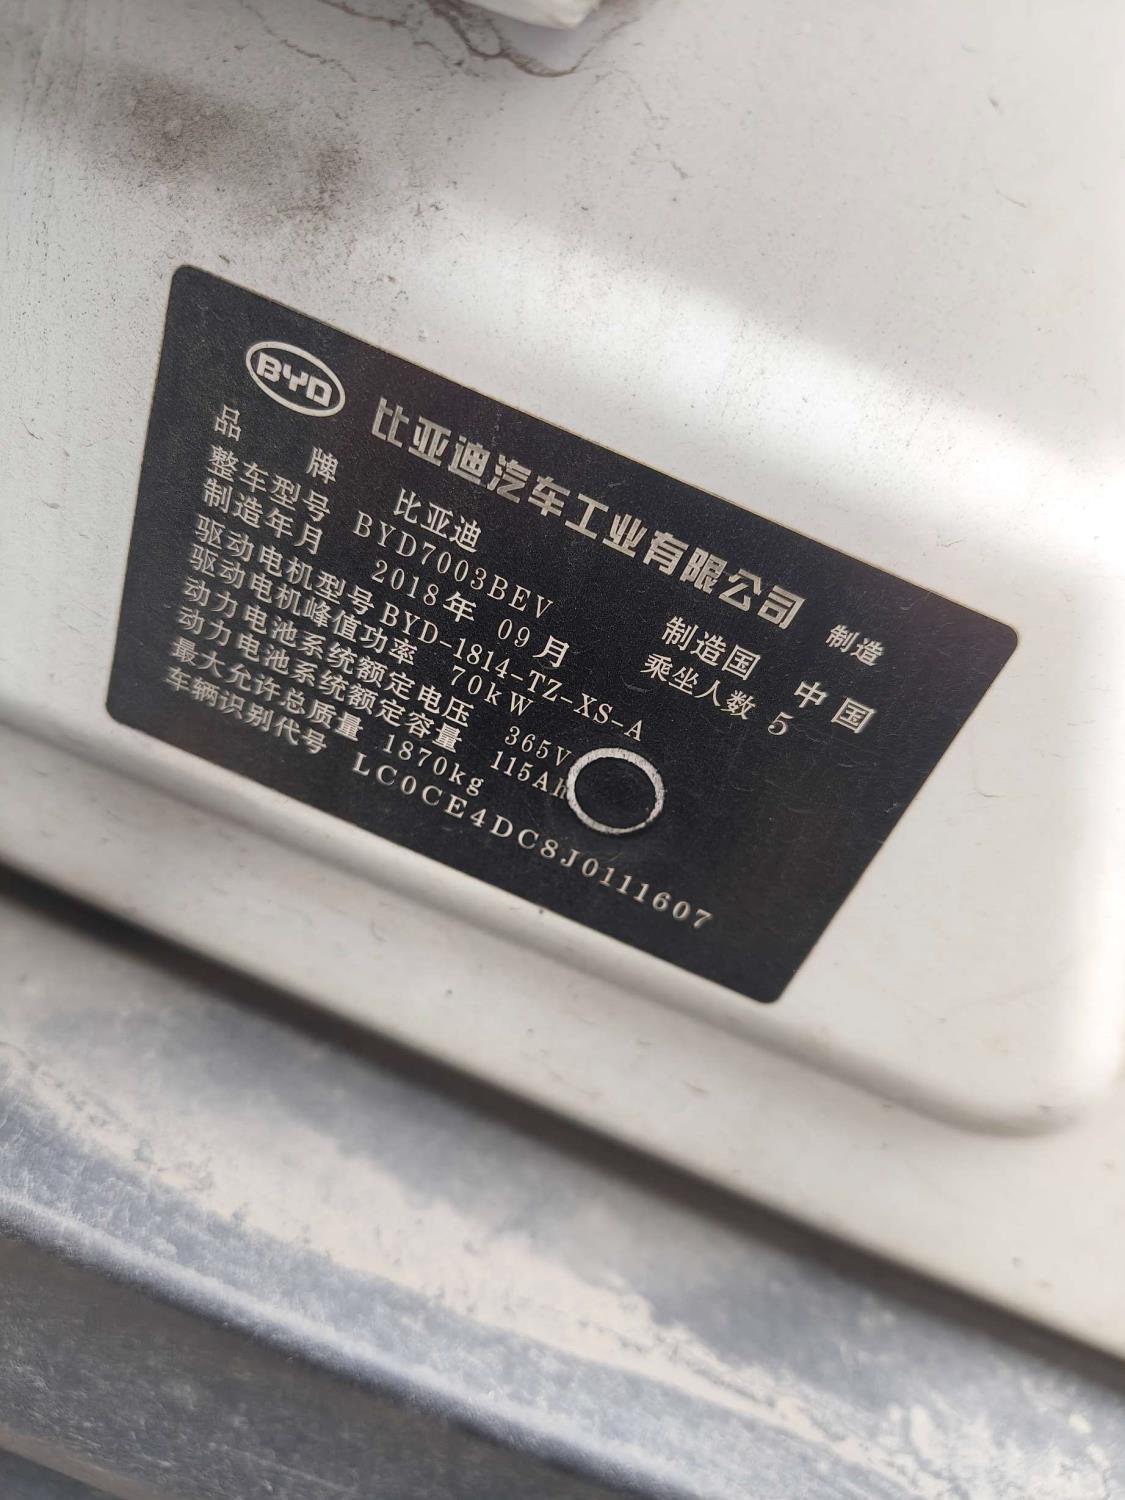 BYD 比亚迪汽车工业有限公司 制造
品牌 比亚迪 制造国 中国
整车型号 BYD7003BEV 乘坐人数 5
制造年月 2018年 09月
驱动电机型号 BYD-1814-TZ-XS-A
驱动电机峰值功率 70kW
动力电池系统额定电压 365V
动力电池系统额定容量 115Ah
最大允许总质量 1870kg
车辆识别代号 LC0CE4DC8J0111607